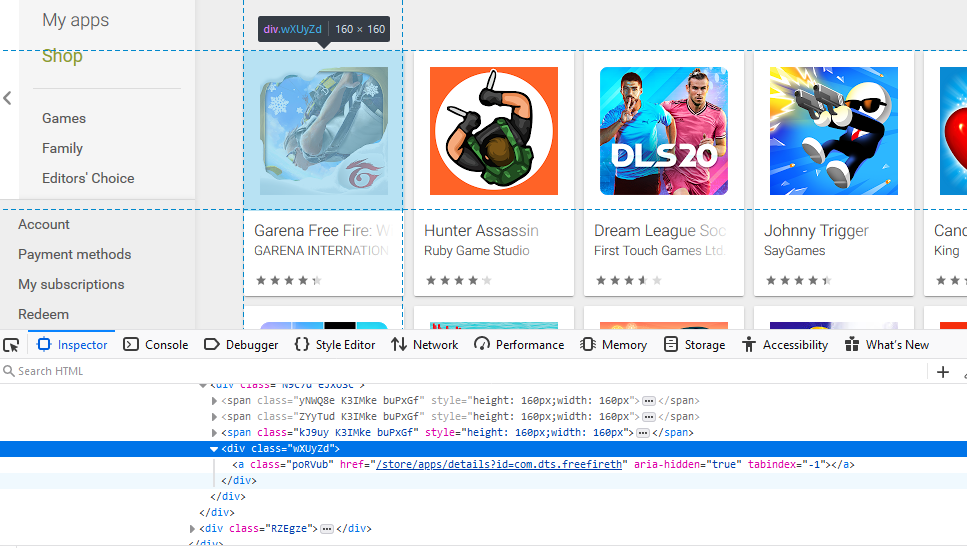 My apps
div.wXUyZd 160 × 160
Shop
Games
Family
Editors' Choice
DLS20
Account
Payment methods
My subscriptions
Redeem
Garena Free Fire: W
GARENA INTERNATION
Hunter Assassin
Ruby Game Studio
Dream League Soc
First Touch Games Ltd.
Johnny Trigger
SayGames
Canc
King
Inspector Console Debugger Style Editor Network Performance Memory Storage Accessibility What's New
Search HTML
<div class="N9c7d eJxoSc">
<span class="yNWQ8e K3IMke buPxGf" style="height: 160px;width: 160px">⋯</span>
<span class="ZYyTud K3IMke buPxGf" style="height: 160px;width: 160px">⋯</span>
<span class="kJ9uy K3IMke buPxGf" style="height: 160px;width: 160px">⋯</span>
<div class="wXUyZd">
<a class="poRVub" href="/store/apps/details?id=com.dts.freefireth" aria-hidden="true" tabindex="-1"></a>
</div>
</div>
</div>
<div class="RZEgze">⋯</div>
</div>